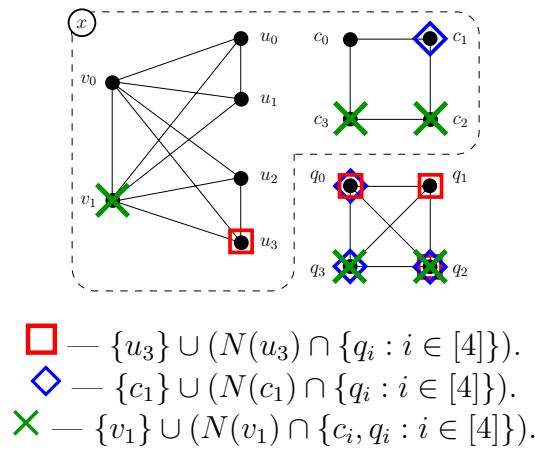 x
u₀
c₀ c₁
v₀
u₁
c₃ c₂
u₂
q₀ q₁
v₁
u₃
q₃ q₂
— {u₃} ∪ (N(u₃) ∩ {qᵢ : i ∈ [4]}).
— {c₁} ∪ (N(c₁) ∩ {qᵢ : i ∈ [4]}).
— {v₁} ∪ (N(v₁) ∩ {cᵢ, qᵢ : i ∈ [4]}).